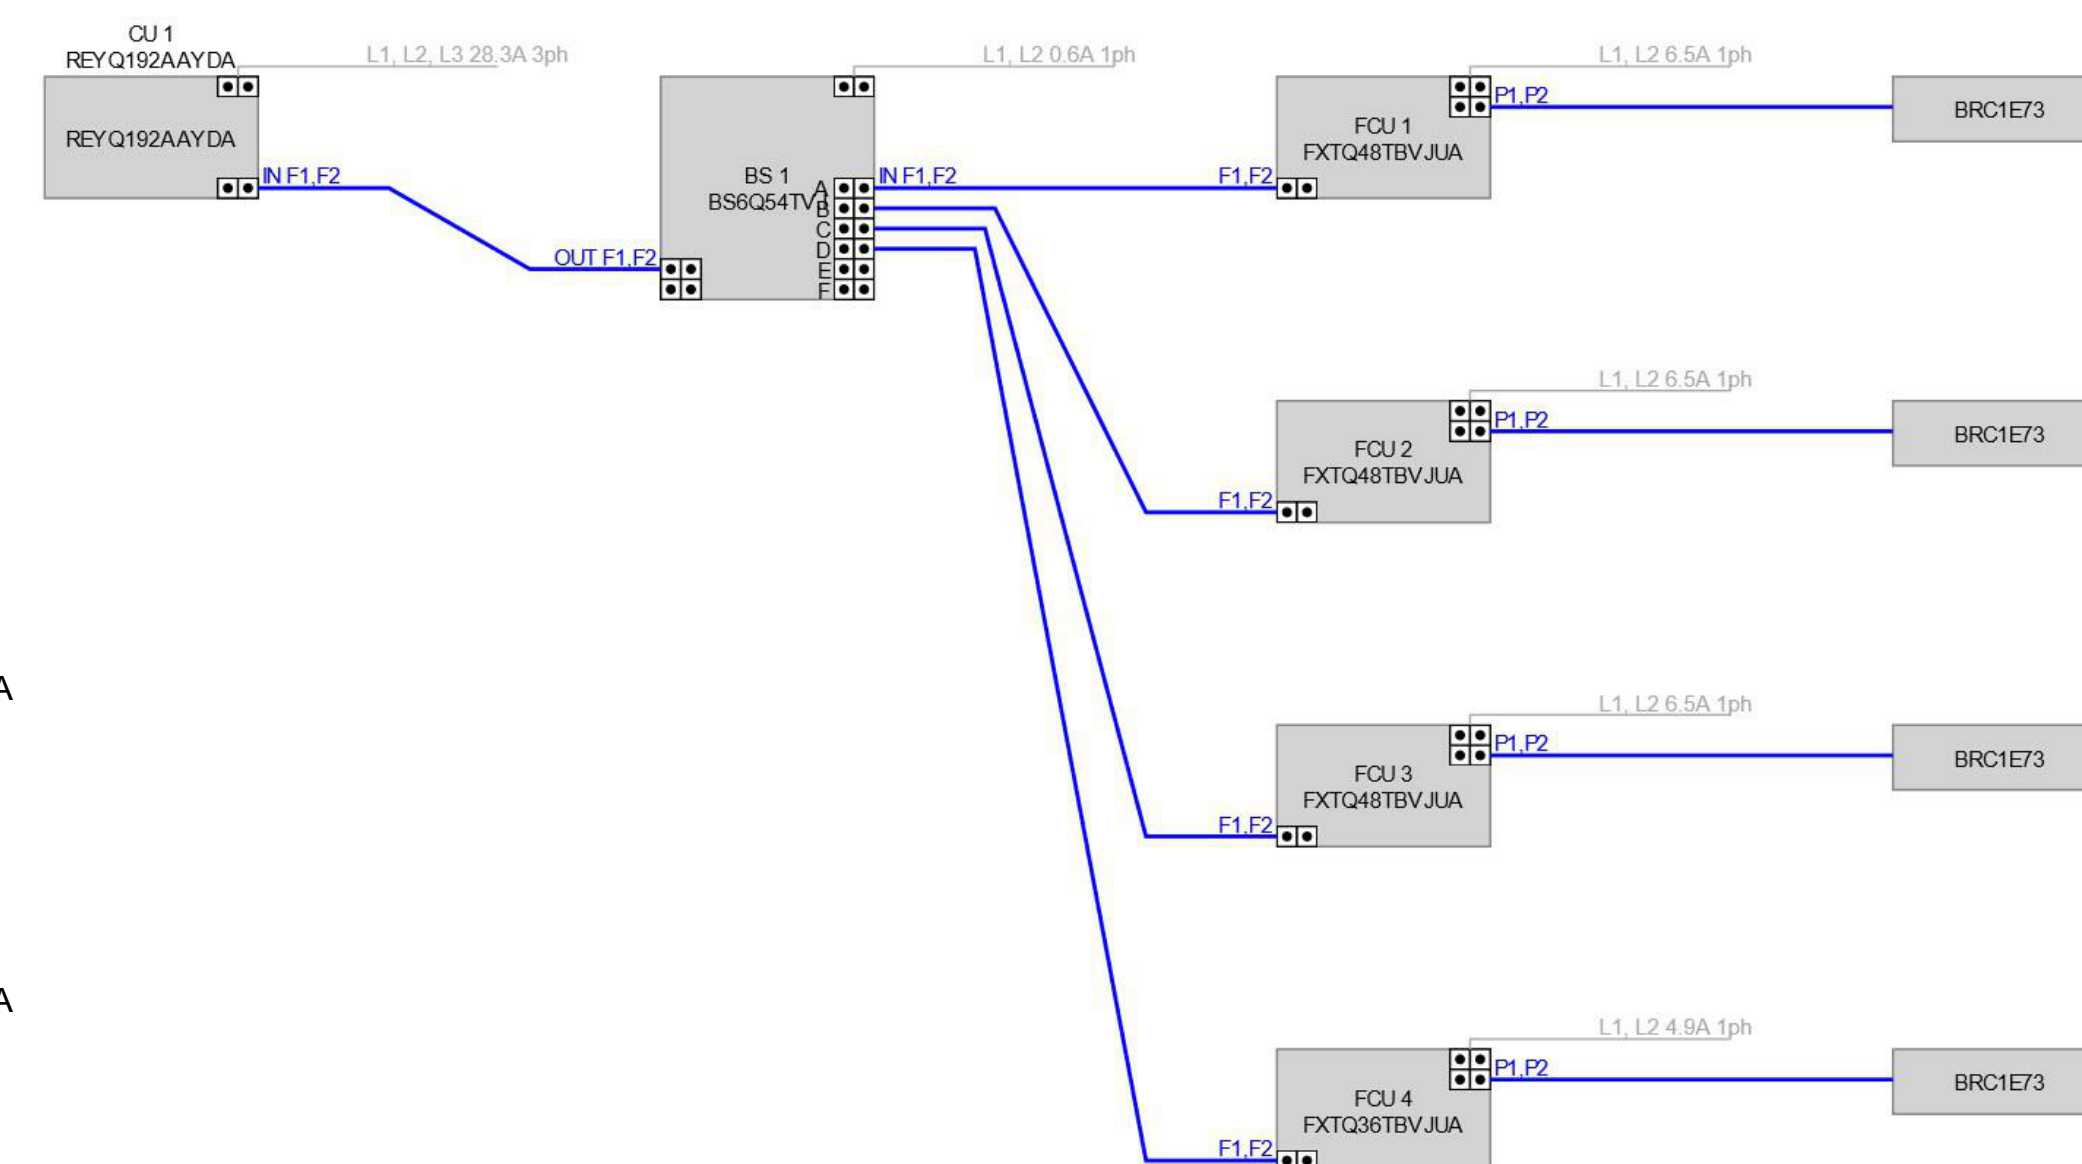 CU 1
REYQ192AAYDA
L1, L2, L3 28.3A 3ph
REYQ192AAYDA
IN F1,F2
OUT F1,F2
L1, L2 0.6A 1ph
BS 1
BS6Q54TVJ
A
B
C
D
E
F
IN F1,F2
L1, L2 6.5A 1ph
P1,P2
FCU 1
FXTQ48TBVJUA
F1,F2
BRC1E73
L1, L2 6.5A 1ph
P1,P2
FCU 2
FXTQ48TBVJUA
F1,F2
BRC1E73
L1, L2 6.5A 1ph
P1,P2
FCU 3
FXTQ48TBVJUA
F1,F2
BRC1E73
L1, L2 4.9A 1ph
P1,P2
FCU 4
FXTQ36TBVJUA
F1,F2
BRC1E73
A
A